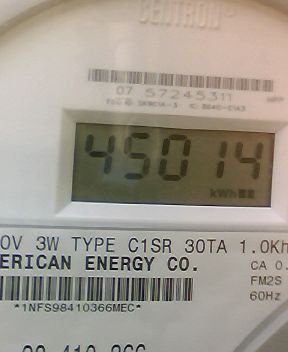 CENTRON
07 57245311
45014
kWh
0V 3W TYPE C1SR 30TA 1.0Kh
ERICAN ENERGY CO.
CA 0.
FM2S
60Hz
*1NFS98410366MEC*